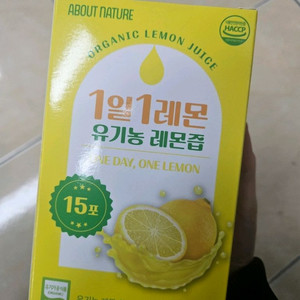 ABOUT NATURE
HACCP
ORGANIC LEMON JUICE
1일1레몬
유기농 레몬즙
ONE DAY, ONE LEMON
15포